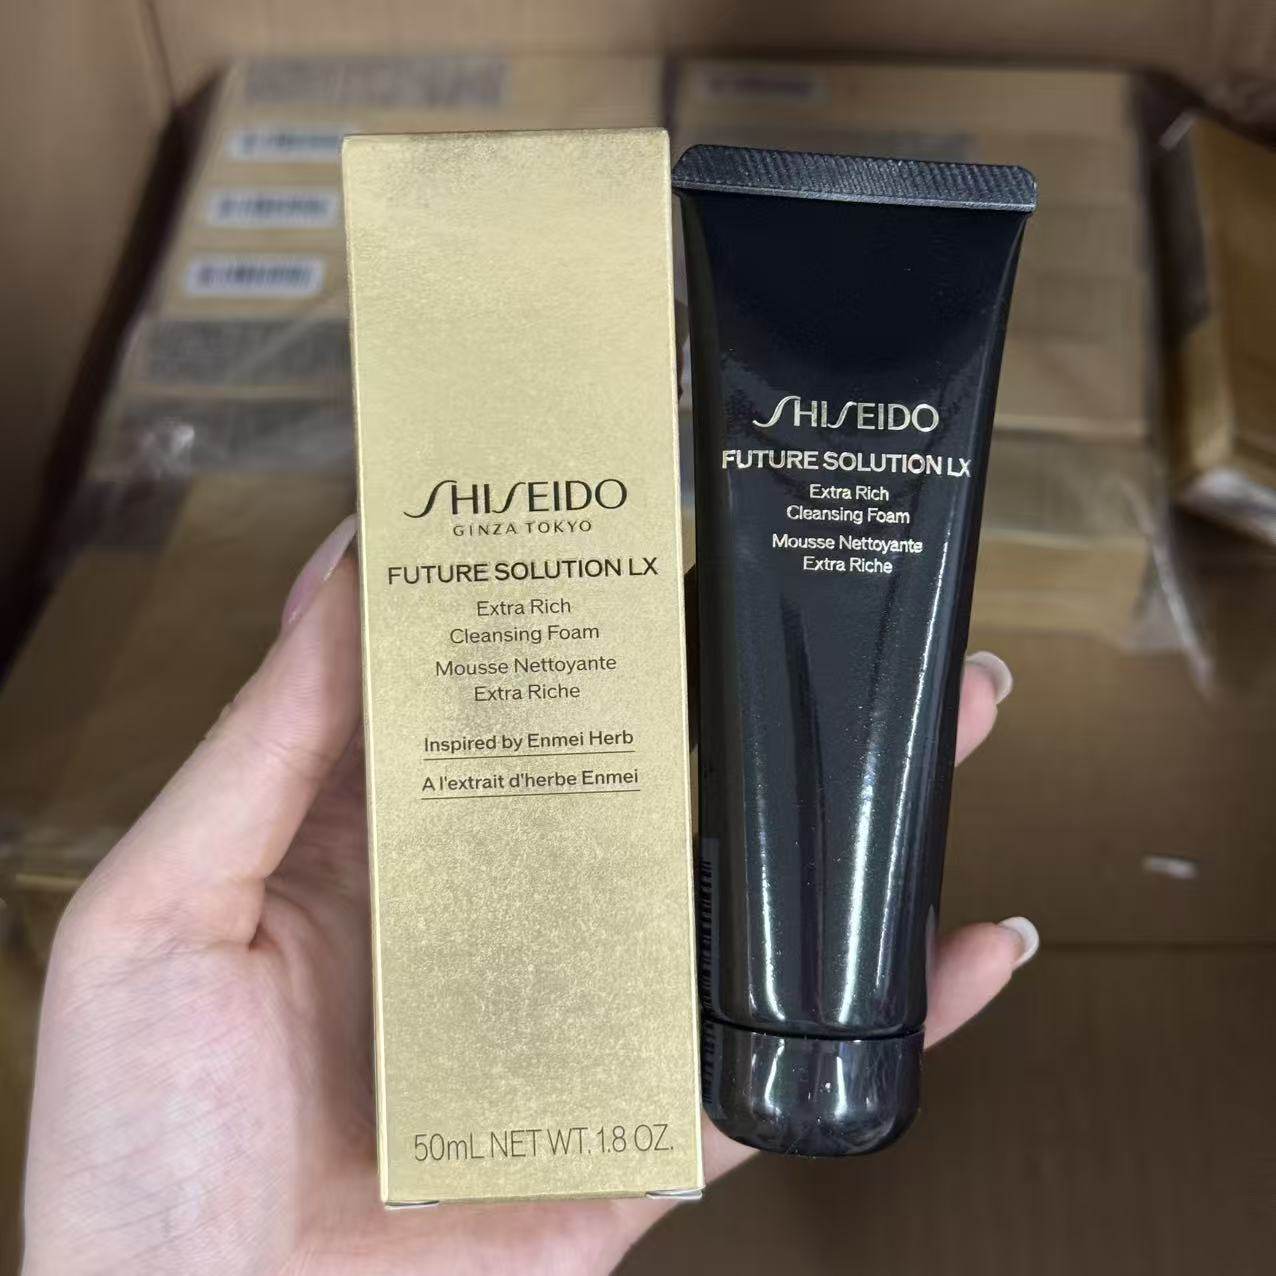 SHISEIDO
GINZA TOKYO
FUTURE SOLUTION LX
Extra Rich
Cleansing Foam
Mousse Nettoyante
Extra Riche
Inspired by Enmei Herb
A l'extrait d'herbe Enmei
50mL NET WT. 1.8 OZ.
SHISEIDO
FUTURE SOLUTION LX
Extra Rich
Cleansing Foam
Mousse Nettoyante
Extra Riche